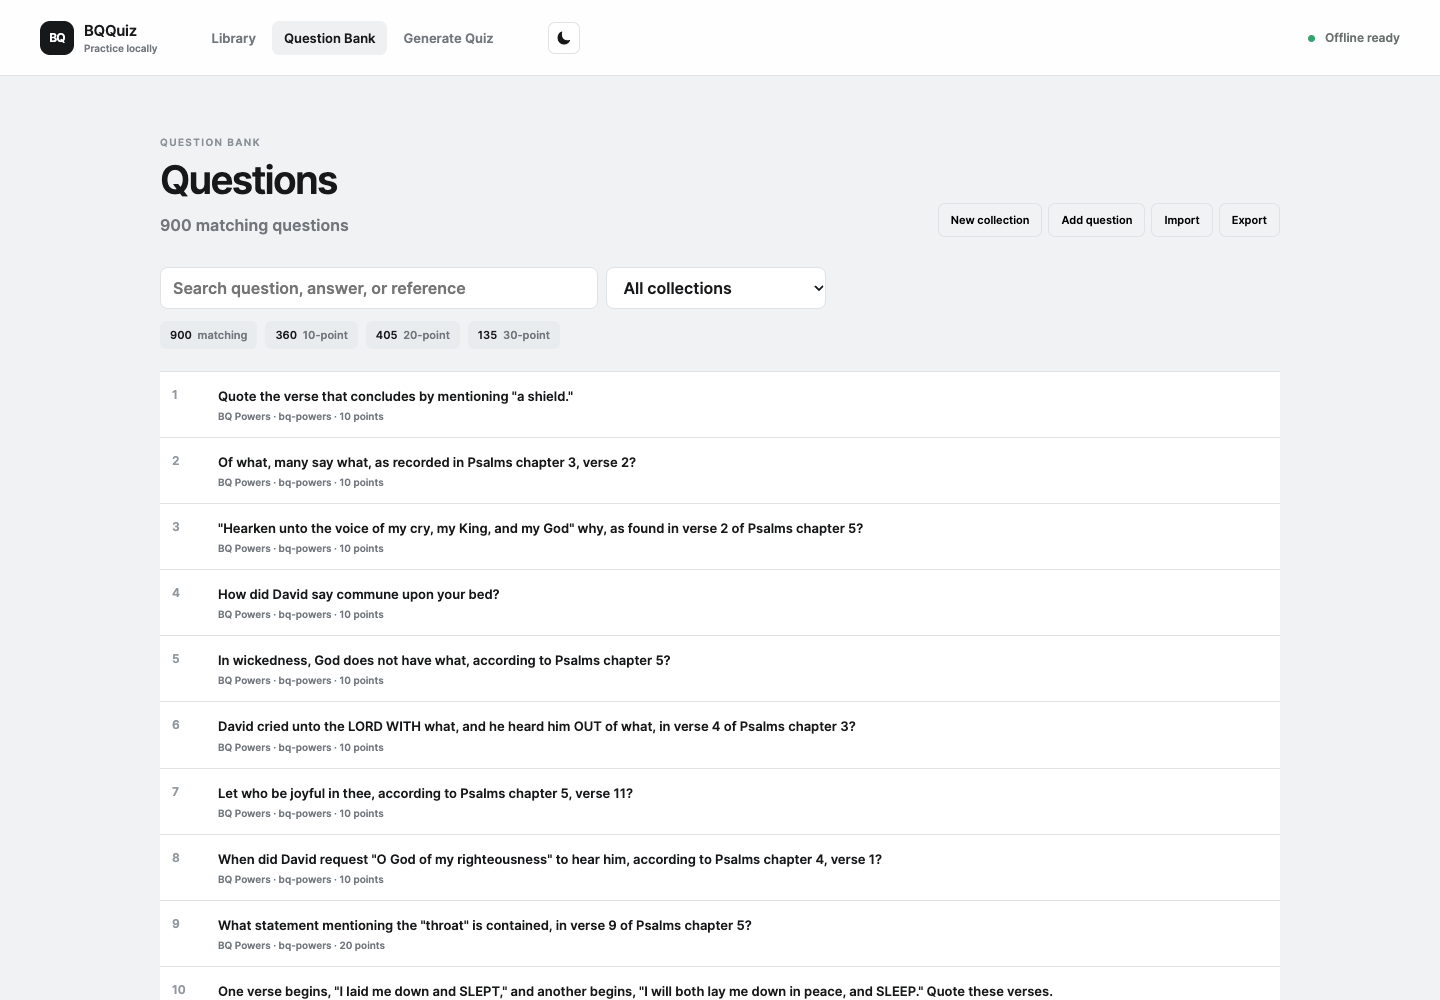 BQ
BQQuiz
Practice locally
Library
Question Bank
Generate Quiz
Offline ready
QUESTION BANK
Questions
900 matching questions
New collection
Add question
Import
Export
Search question, answer, or reference
All collections
900 matching
360 10-point
405 20-point
135 30-point
1
Quote the verse that concludes by mentioning "a shield."
BQ Powers · bq-powers · 10 points
2
Of what, many say what, as recorded in Psalms chapter 3, verse 2?
BQ Powers · bq-powers · 10 points
3
"Hearken unto the voice of my cry, my King, and my God" why, as found in verse 2 of Psalms chapter 5?
BQ Powers · bq-powers · 10 points
4
How did David say commune upon your bed?
BQ Powers · bq-powers · 10 points
5
In wickedness, God does not have what, according to Psalms chapter 5?
BQ Powers · bq-powers · 10 points
6
David cried unto the LORD WITH what, and he heard him OUT of what, in verse 4 of Psalms chapter 3?
BQ Powers · bq-powers · 10 points
7
Let who be joyful in thee, according to Psalms chapter 5, verse 11?
BQ Powers · bq-powers · 10 points
8
When did David request "O God of my righteousness" to hear him, according to Psalms chapter 4, verse 1?
BQ Powers · bq-powers · 10 points
9
What statement mentioning the "throat" is contained, in verse 9 of Psalms chapter 5?
BQ Powers · bq-powers · 20 points
10
One verse begins, "I laid me down and SLEPT," and another begins, "I will both lay me down in peace, and SLEEP." Quote these verses.